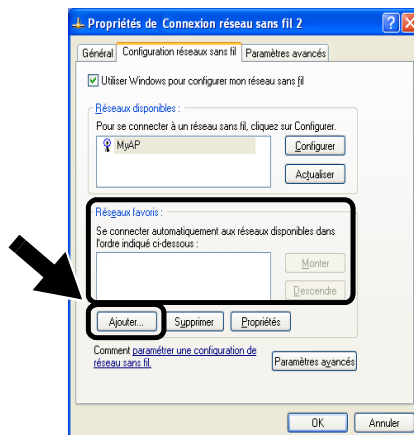 Propriétés de Connexion réseau sans fil 2
Général
Configuration réseaux sans fil
Paramètres avancés
Utiliser Windows pour configurer mon réseau sans fil
Réseaux disponibles :
Pour se connecter à un réseau sans fil, cliquez sur Configurer.
MyAP
Configurer
Actualiser
Réseaux favoris :
Se connecter automatiquement aux réseaux disponibles dans
l'ordre indiqué ci-dessous :
Monter
Descendre
Ajouter...
Supprimer
Propriétés
Comment paramétrer une configuration de
réseau sans fil.
Paramètres avancés
OK
Annuler